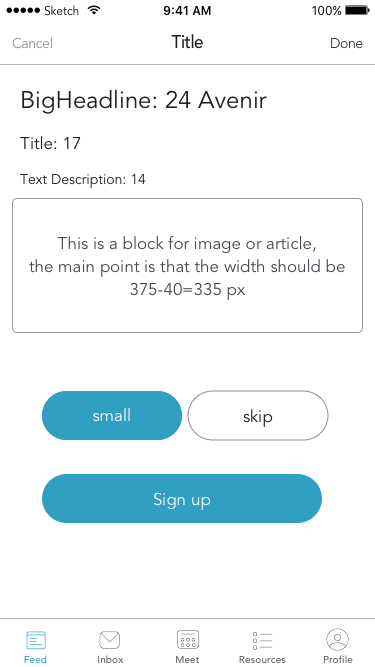 Sketch 9:41 AM 100%
Cancel Title Done
BigHeadline: 24 Avenir
Title: 17
Text Description: 14
This is a block for image or article,
the main point is that the width should be
375-40=335 px
small skip
Sign up
Feed Inbox Meet Resources Profile